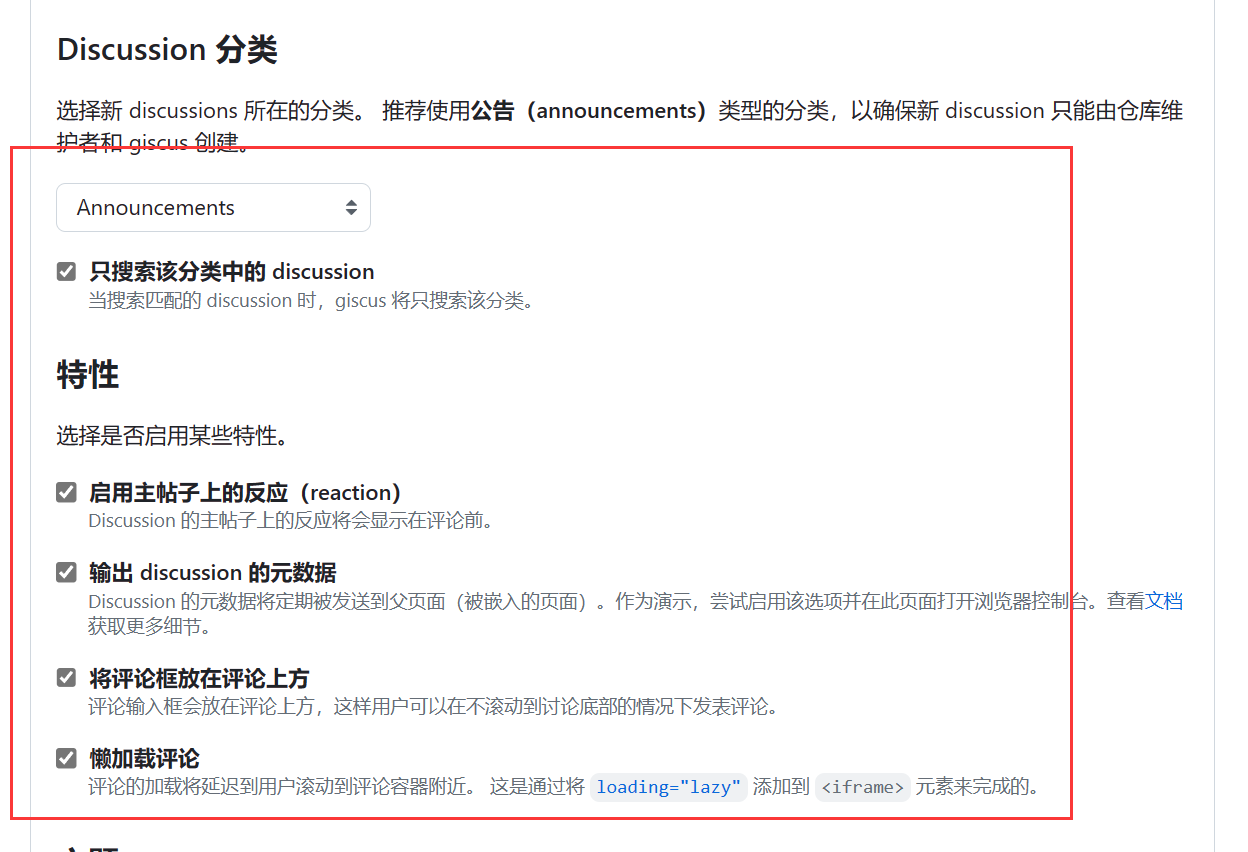 Discussion 分类
选择新 discussions 所在的分类。 推荐使用公告（announcements）类型的分类，以确保新 discussion 只能由仓库维
护者和 giscus 创建。
Announcements
只搜索该分类中的 discussion
当搜索匹配的 discussion 时，giscus 将只搜索该分类。
特性
选择是否启用某些特性。
启用主帖子上的反应（reaction）
Discussion 的主帖子上的反应将会显示在评论前。
输出 discussion 的元数据
Discussion 的元数据将定期被发送到父页面（被嵌入的页面）。作为演示，尝试启用该选项并在此页面打开浏览器控制台。查看文档
获取更多细节。
将评论框放在评论上方
评论输入框会放在评论上方，这样用户可以在不滚动到讨论底部的情况下发表评论。
懒加载评论
评论的加载将延迟到用户滚动到评论容器附近。 这是通过将 loading="lazy" 添加到 <iframe> 元素来完成的。